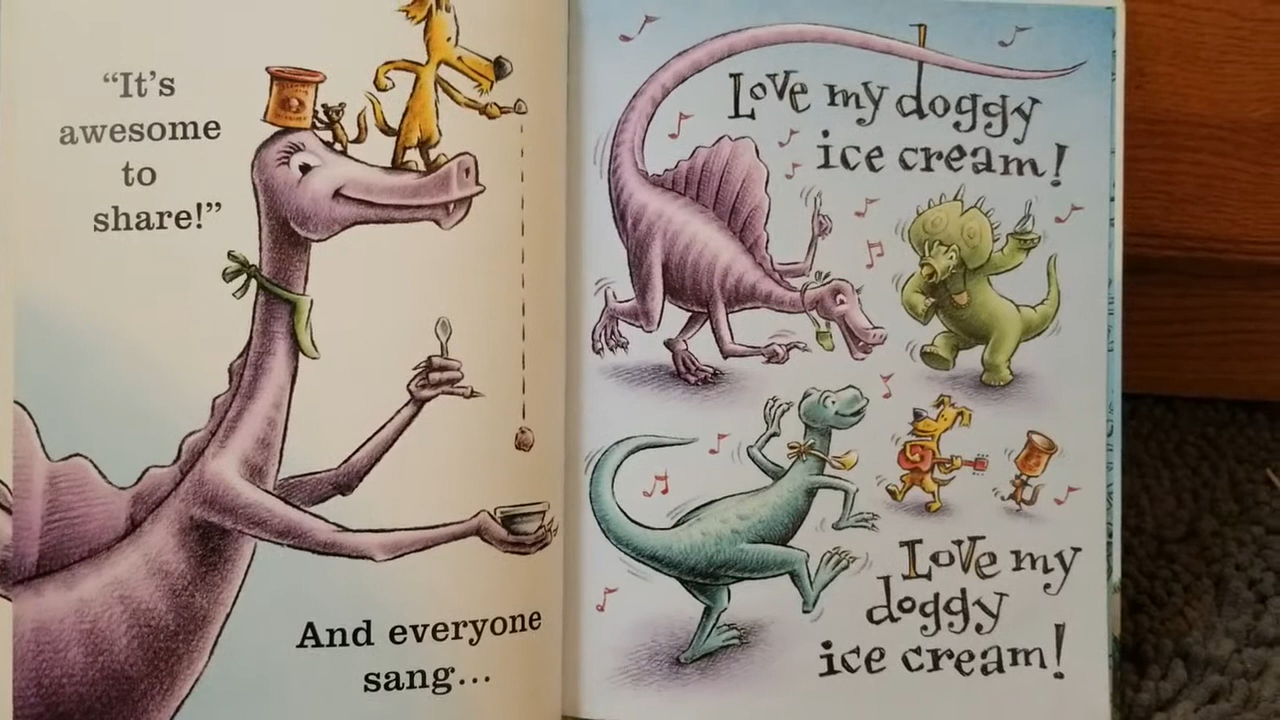 “It’s
awesome
to
share!”
And everyone
sang...
Love my doggy
ice cream!
Love my
doggy
ice cream!